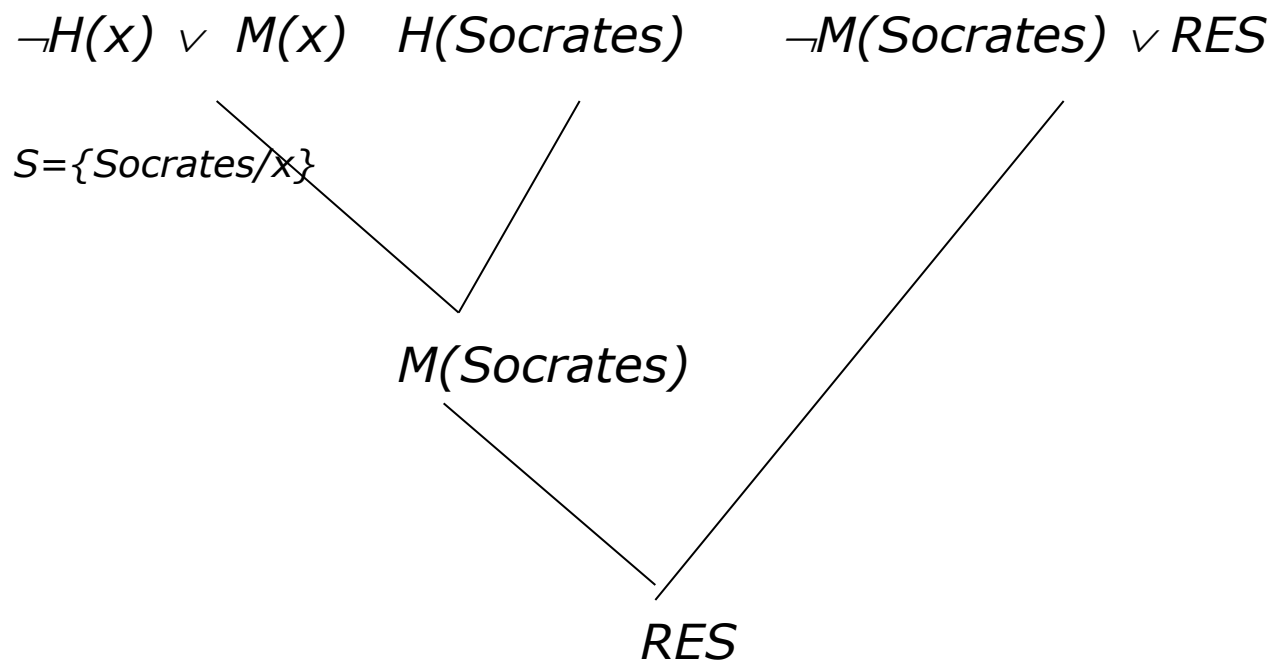 ¬H(x) ∨ M(x) H(Socrates) ¬M(Socrates) ∨ RES
S={Socrates/x}
M(Socrates)
RES